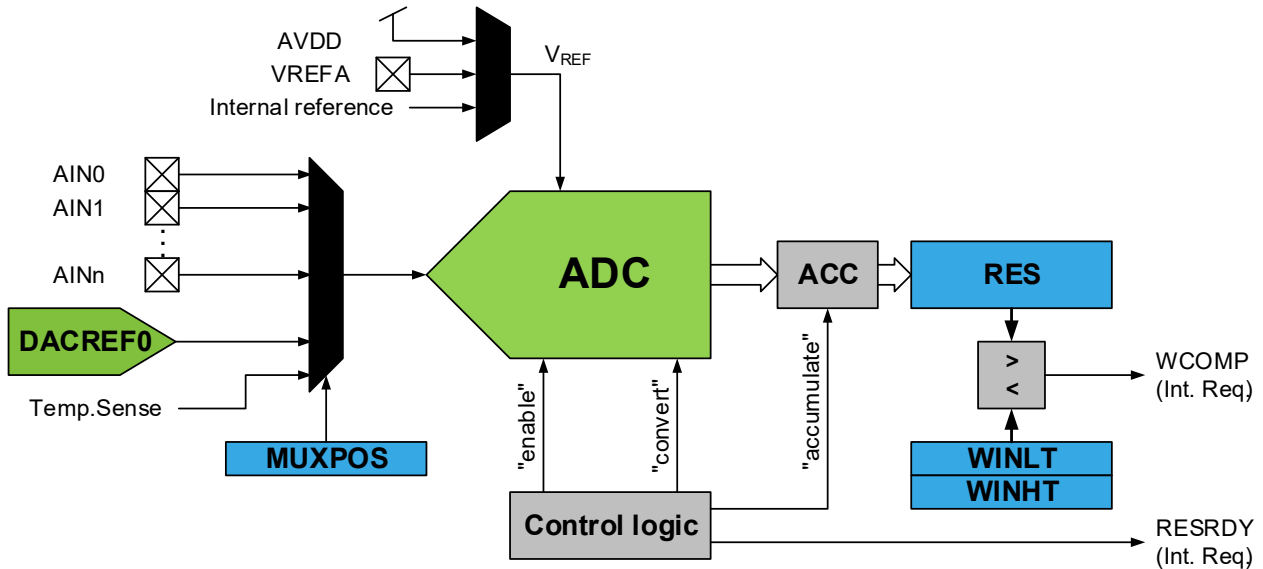 AVDD
VREFA
Internal reference
VREF
AIN0
AIN1
AINn
DACREF0
Temp.Sense
MUXPOS
ADC
ACC
RES
>
<
WCOMP
(Int. Req)
"enable"
"convert"
"accumulate"
WINLT
WINHT
Control logic
RESRDY
(Int. Req)